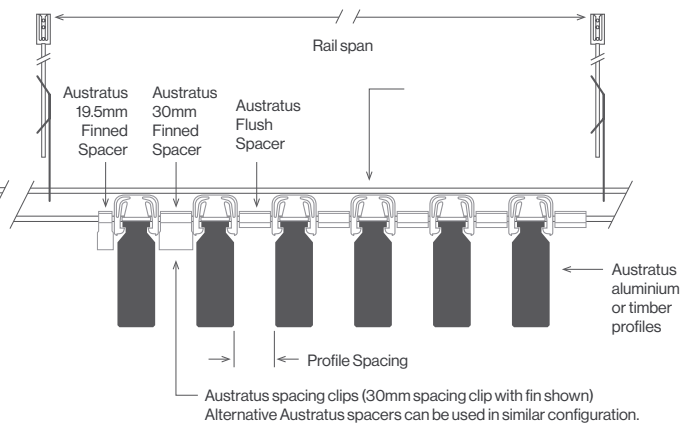 Rail span
Austratus
19.5mm
Finned
Spacer
Austratus
30mm
Finned
Spacer
Austratus
Flush
Spacer
Austratus
aluminium
or timber
profiles
Profile Spacing
Austratus spacing clips (30mm spacing clip with fin shown)
Alternative Austratus spacers can be used in similar configuration.